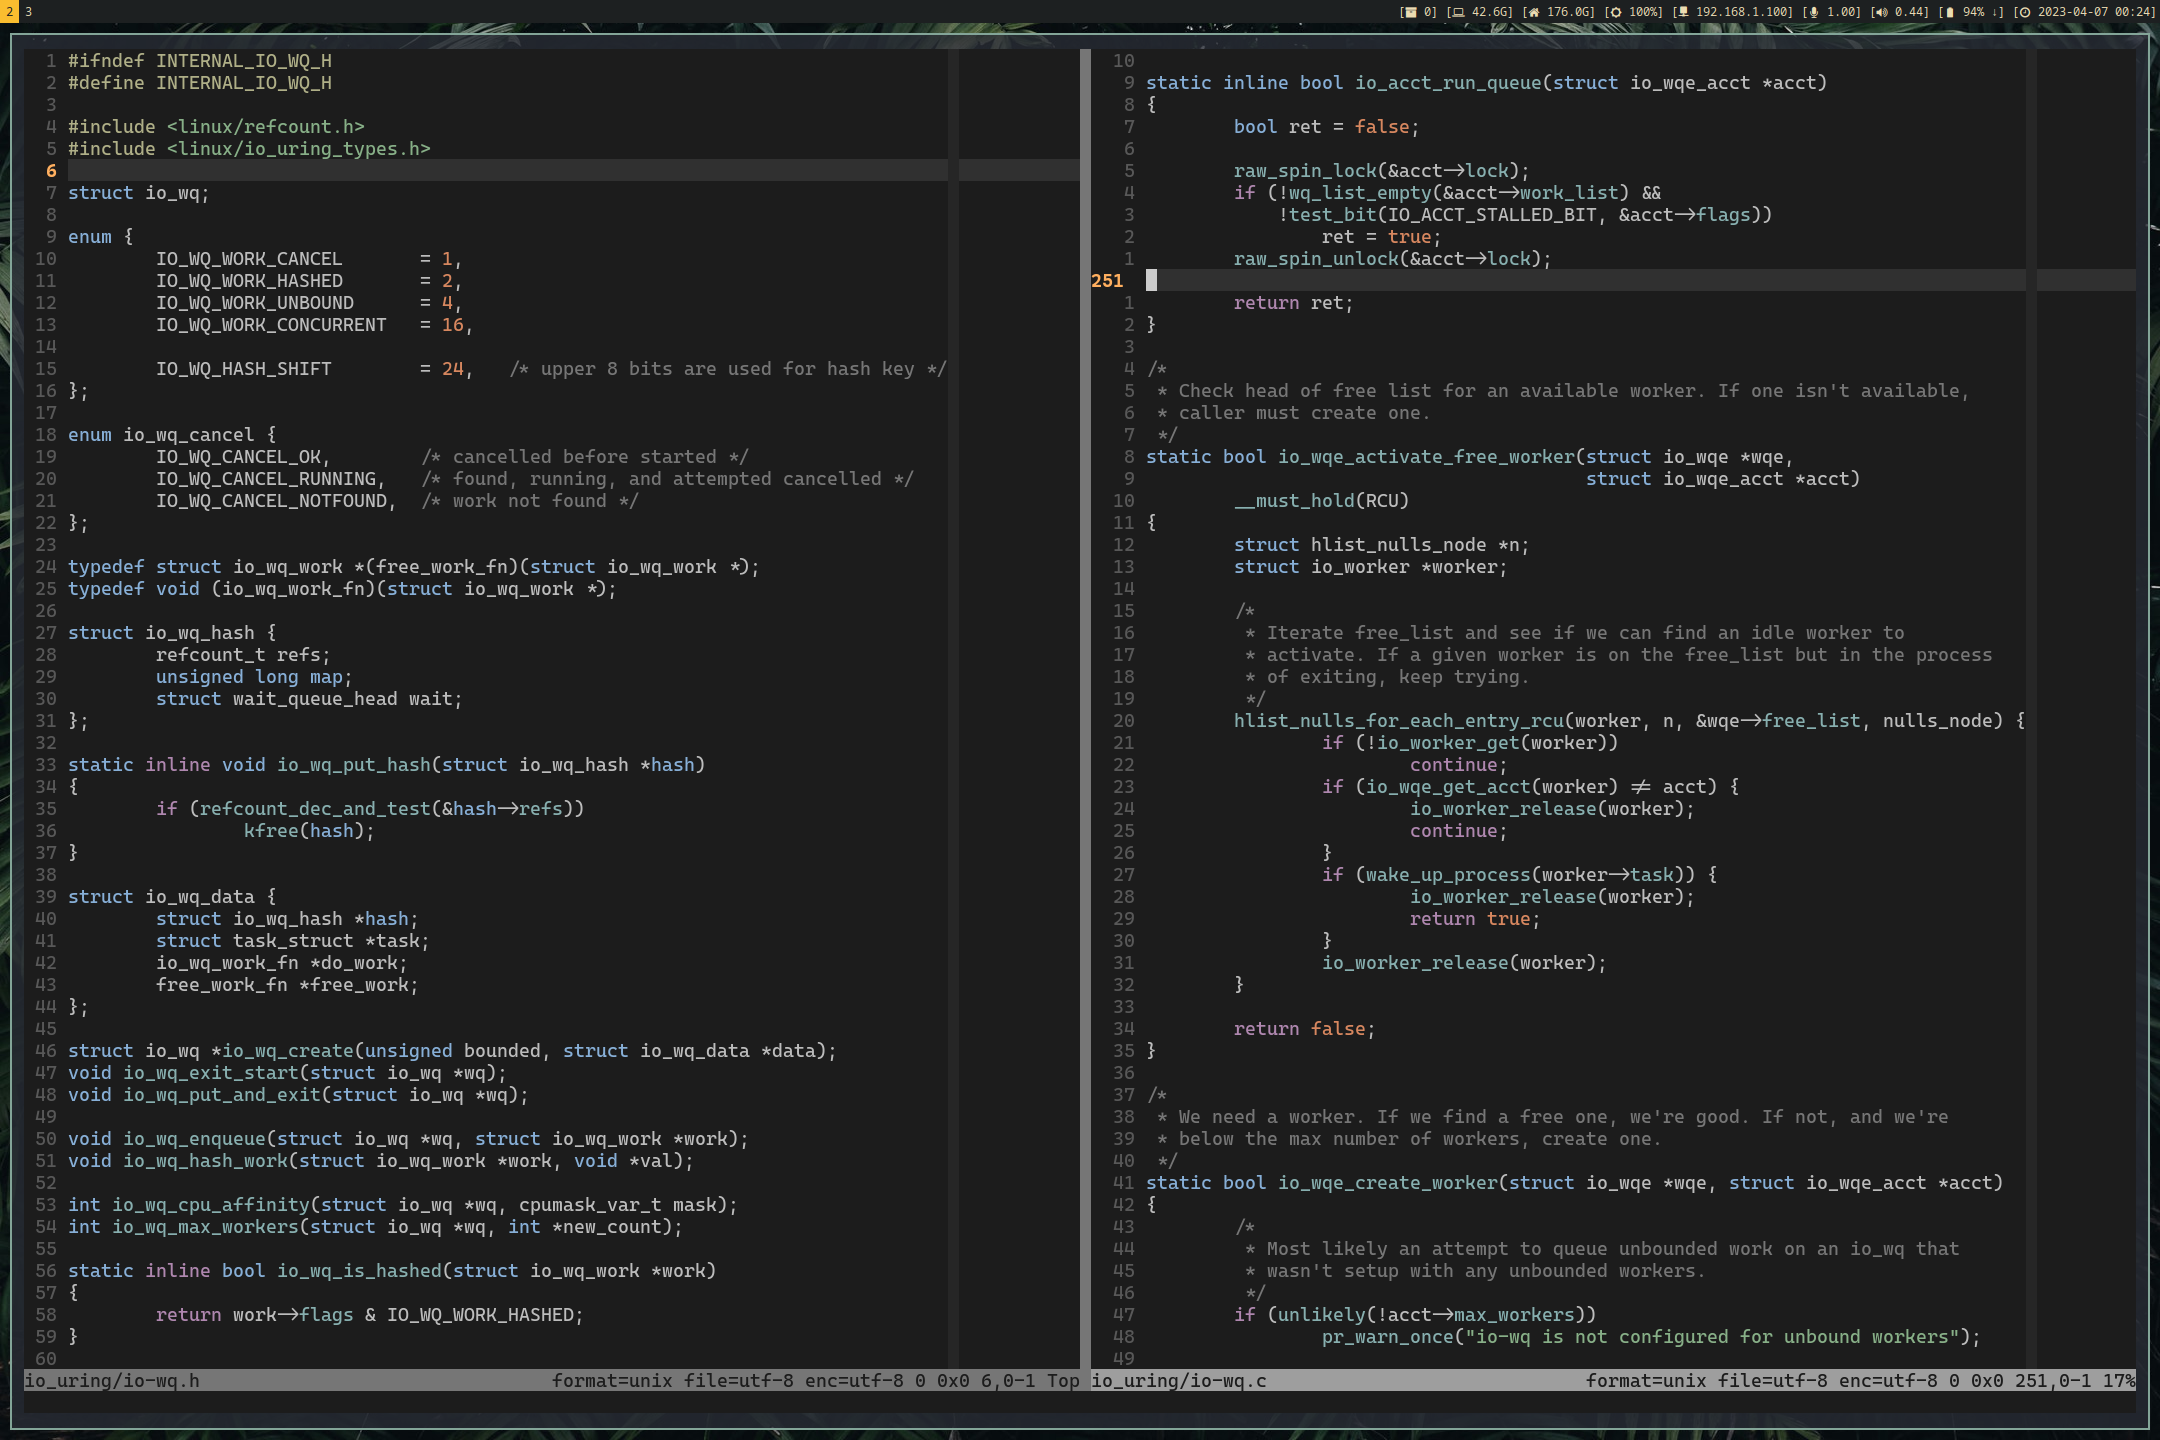 2 3 [ 0] [ 42.6G] [ 176.0G] [ 100%] [ 192.168.1.100] [ 1.00] [ 0.44] [ 94% ↓] [ 2023-04-07 00:24]
1 #ifndef INTERNAL_IO_WQ_H
2 #define INTERNAL_IO_WQ_H
3
4 #include <linux/refcount.h>
5 #include <linux/io_uring_types.h>
6
7 struct io_wq;
8
9 enum {
10         IO_WQ_WORK_CANCEL       = 1,
11         IO_WQ_WORK_HASHED       = 2,
12         IO_WQ_WORK_UNBOUND      = 4,
13         IO_WQ_WORK_CONCURRENT   = 16,
14
15         IO_WQ_HASH_SHIFT        = 24,   /* upper 8 bits are used for hash key */
16 };
17
18 enum io_wq_cancel {
19         IO_WQ_CANCEL_OK,        /* cancelled before started */
20         IO_WQ_CANCEL_RUNNING,   /* found, running, and attempted cancelled */
21         IO_WQ_CANCEL_NOTFOUND,  /* work not found */
22 };
23
24 typedef struct io_wq_work *(free_work_fn)(struct io_wq_work *);
25 typedef void (io_wq_work_fn)(struct io_wq_work *);
26
27 struct io_wq_hash {
28         refcount_t refs;
29         unsigned long map;
30         struct wait_queue_head wait;
31 };
32
33 static inline void io_wq_put_hash(struct io_wq_hash *hash)
34 {
35         if (refcount_dec_and_test(&hash->refs))
36                 kfree(hash);
37 }
38
39 struct io_wq_data {
40         struct io_wq_hash *hash;
41         struct task_struct *task;
42         io_wq_work_fn *do_work;
43         free_work_fn *free_work;
44 };
45
46 struct io_wq *io_wq_create(unsigned bounded, struct io_wq_data *data);
47 void io_wq_exit_start(struct io_wq *wq);
48 void io_wq_put_and_exit(struct io_wq *wq);
49
50 void io_wq_enqueue(struct io_wq *wq, struct io_wq_work *work);
51 void io_wq_hash_work(struct io_wq_work *work, void *val);
52
53 int io_wq_cpu_affinity(struct io_wq *wq, cpumask_var_t mask);
54 int io_wq_max_workers(struct io_wq *wq, int *new_count);
55
56 static inline bool io_wq_is_hashed(struct io_wq_work *work)
57 {
58         return work->flags & IO_WQ_WORK_HASHED;
59 }
60
io_uring/io-wq.h format=unix file=utf-8 enc=utf-8 0 0x0 6,0-1 Top
10
9 static inline bool io_acct_run_queue(struct io_wqe_acct *acct)
8 {
7         bool ret = false;
6
5         raw_spin_lock(&acct->lock);
4         if (!wq_list_empty(&acct->work_list) &&
3             !test_bit(IO_ACCT_STALLED_BIT, &acct->flags))
2                 ret = true;
1         raw_spin_unlock(&acct->lock);
251
1         return ret;
2 }
3
4 /*
5  * Check head of free list for an available worker. If one isn't available,
6  * caller must create one.
7  */
8 static bool io_wqe_activate_free_worker(struct io_wqe *wqe,
9                                         struct io_wqe_acct *acct)
10         __must_hold(RCU)
11 {
12         struct hlist_nulls_node *n;
13         struct io_worker *worker;
14
15         /*
16          * Iterate free_list and see if we can find an idle worker to
17          * activate. If a given worker is on the free_list but in the process
18          * of exiting, keep trying.
19          */
20         hlist_nulls_for_each_entry_rcu(worker, n, &wqe->free_list, nulls_node) {
21                 if (!io_worker_get(worker))
22                         continue;
23                 if (io_wqe_get_acct(worker) != acct) {
24                         io_worker_release(worker);
25                         continue;
26                 }
27                 if (wake_up_process(worker->task)) {
28                         io_worker_release(worker);
29                         return true;
30                 }
31                 io_worker_release(worker);
32         }
33
34         return false;
35 }
36
37 /*
38  * We need a worker. If we find a free one, we're good. If not, and we're
39  * below the max number of workers, create one.
40  */
41 static bool io_wqe_create_worker(struct io_wqe *wqe, struct io_wqe_acct *acct)
42 {
43         /*
44          * Most likely an attempt to queue unbounded work on an io_wq that
45          * wasn't setup with any unbounded workers.
46          */
47         if (unlikely(!acct->max_workers))
48                 pr_warn_once("io-wq is not configured for unbound workers");
49
io_uring/io-wq.c format=unix file=utf-8 enc=utf-8 0 0x0 251,0-1 17%